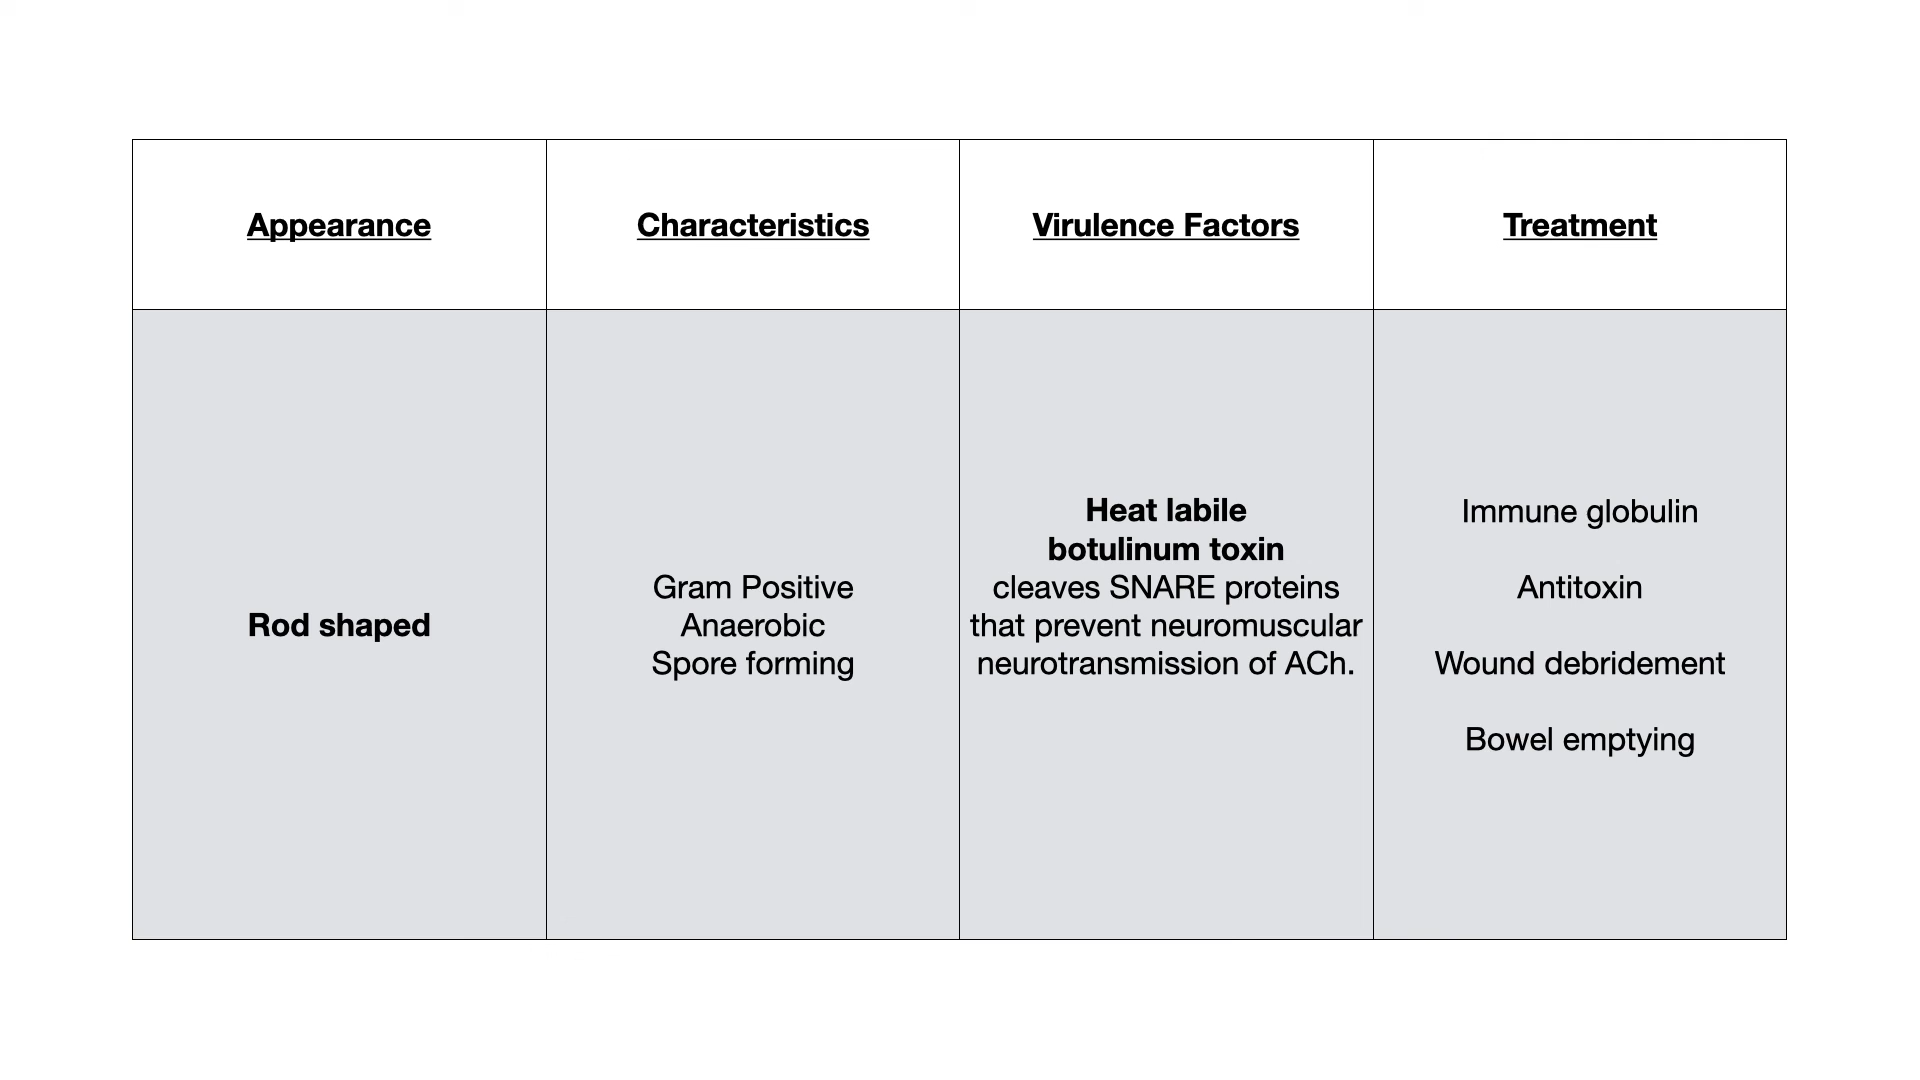 Appearance
Characteristics
Virulence Factors
Treatment
Rod shaped
Gram Positive
Anaerobic
Spore forming
Heat labile
botulinum toxin
cleaves SNARE proteins
that prevent neuromuscular
neurotransmission of ACh.
Immune globulin
Antitoxin
Wound debridement
Bowel emptying